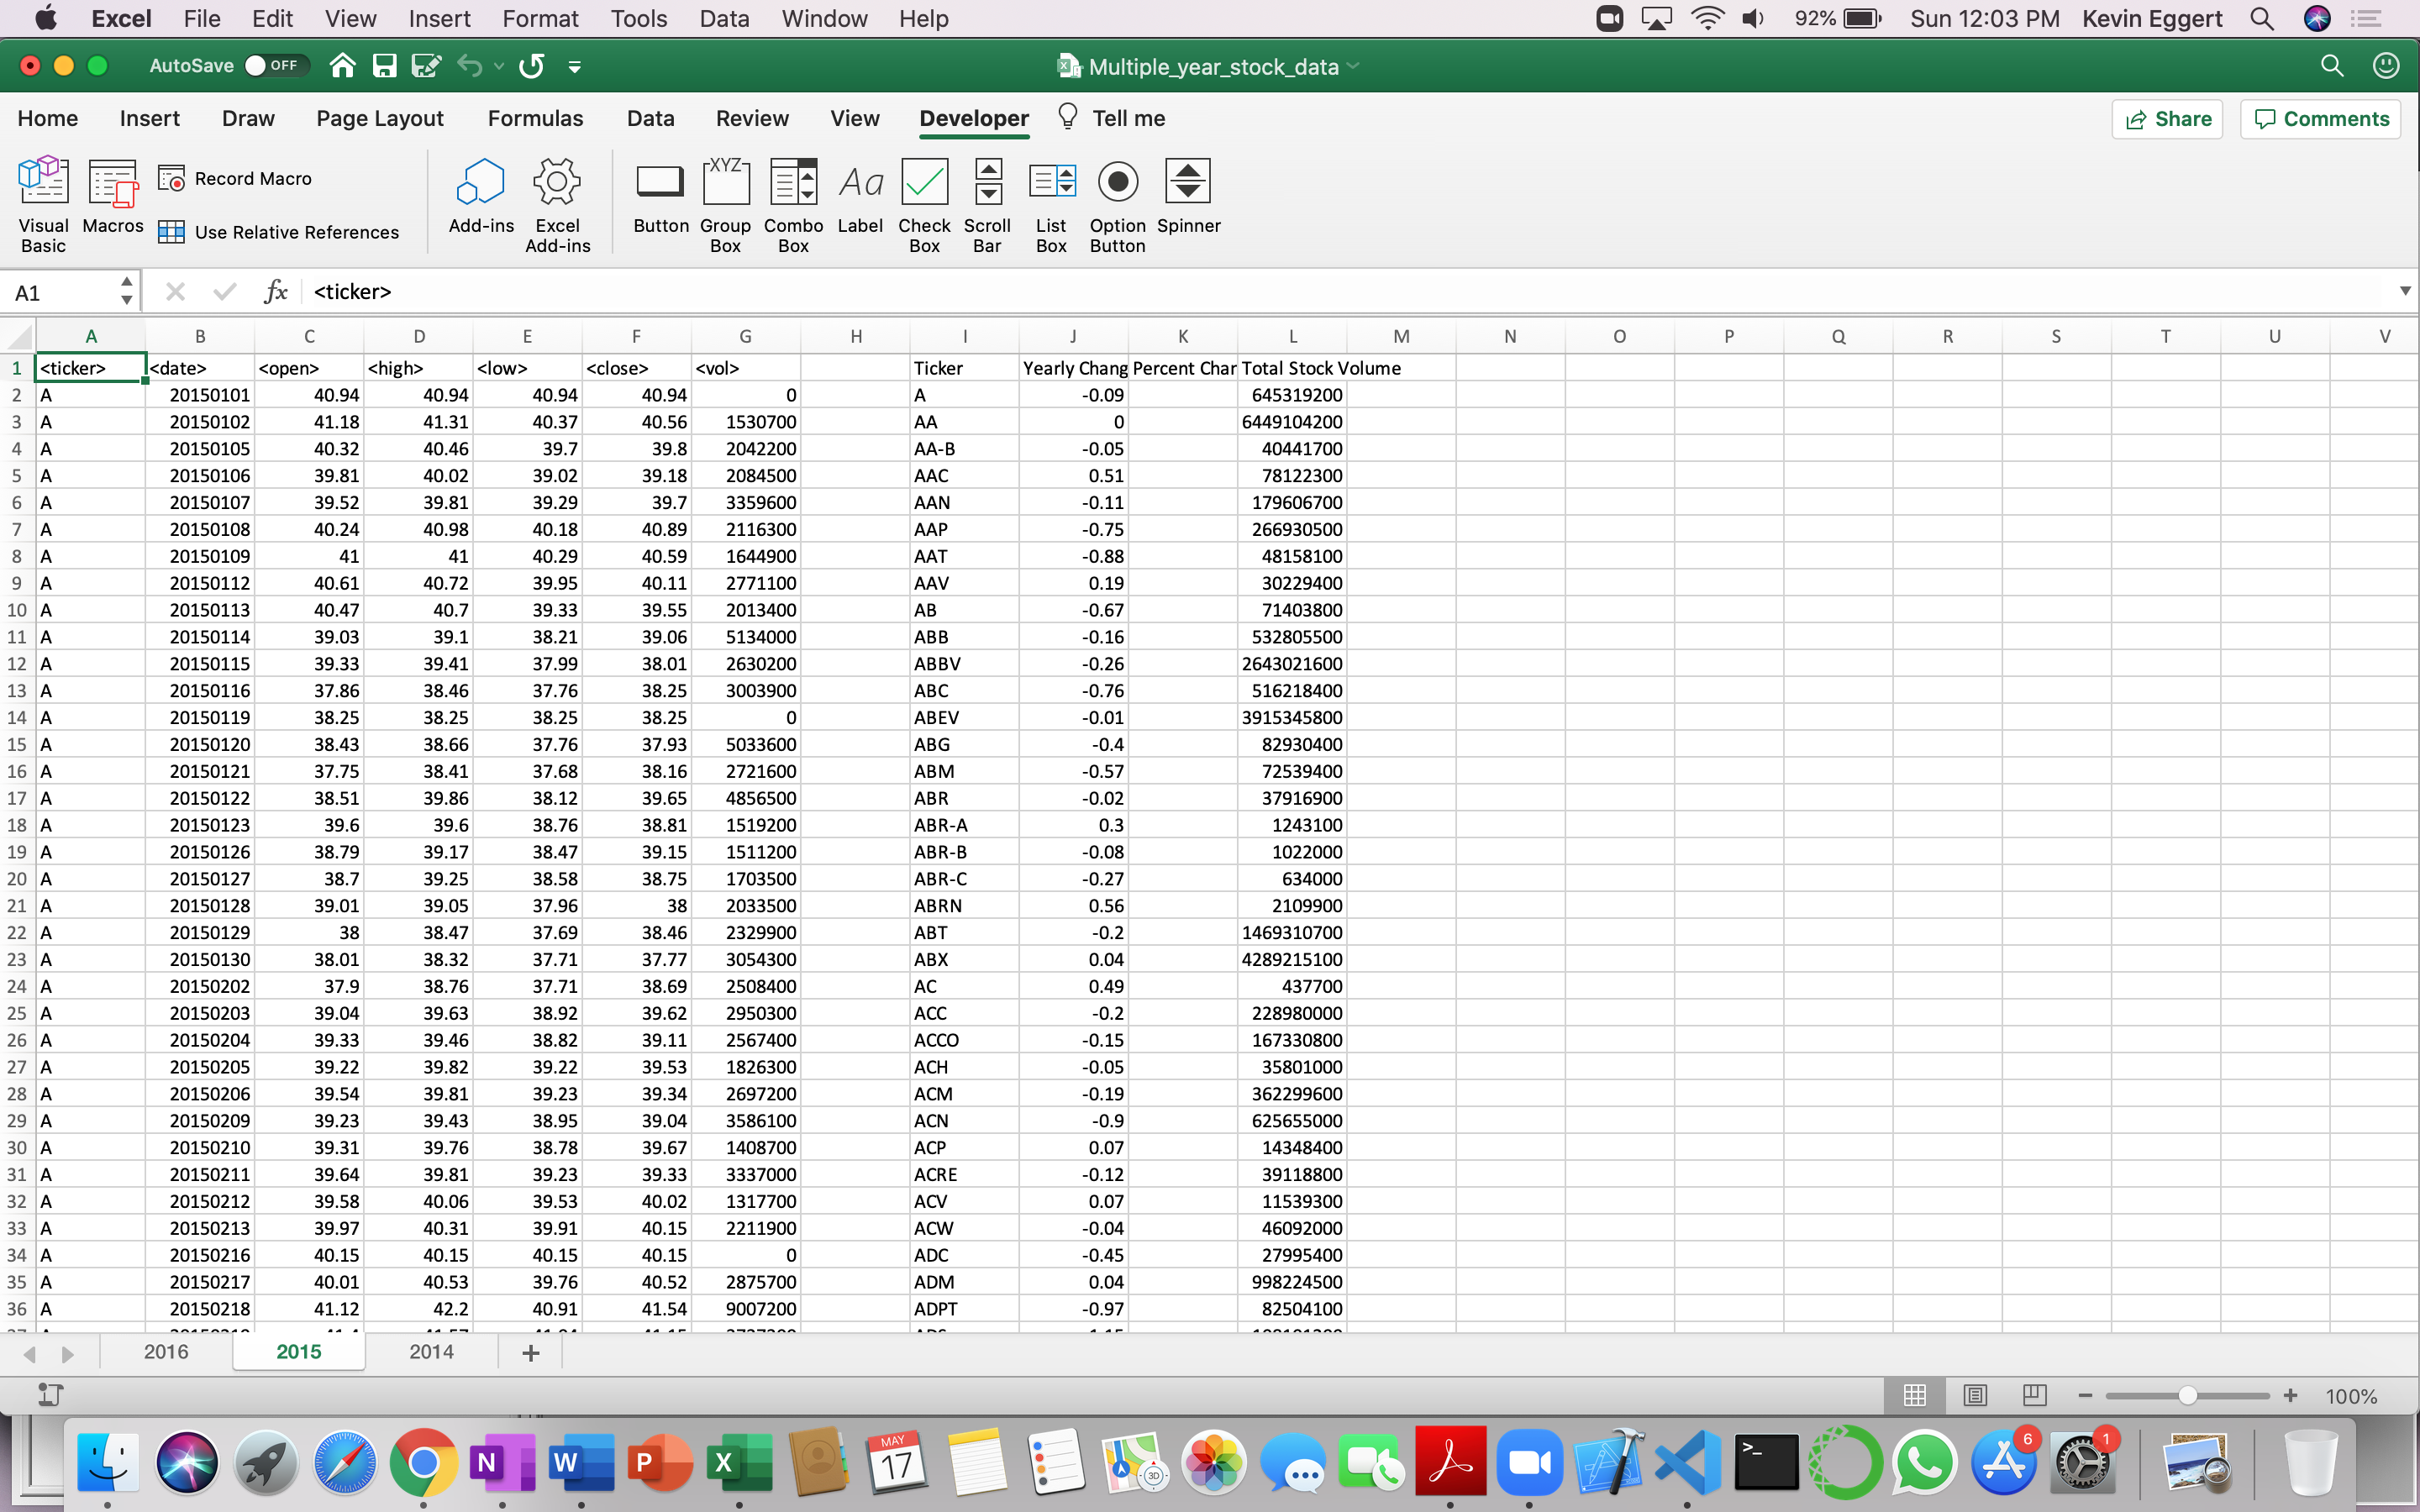 Excel File Edit View Insert Format Tools Data Window Help 92% Sun 12:03 PM Kevin Eggert
AutoSave OFF Multiple_year_stock_data
Home Insert Draw Page Layout Formulas Data Review View Developer Tell me Share Comments
Visual Basic Macros Record Macro Use Relative References Add-ins Excel Add-ins Button XYZ Group Box Combo Box Aa Label Check Box Scroll Bar List Box Option Button Spinner
A1 fx <ticker>
A B C D E F G H I J K L M N O P Q R S T U V
1 <ticker> <date> <open> <high> <low> <close> <vol> Ticker Yearly Chang Percent Char Total Stock Volume
2 A 20150101 40.94 40.94 40.94 40.94 0 A -0.09 645319200
3 A 20150102 41.18 41.31 40.37 40.56 1530700 AA 0 6449104200
4 A 20150105 40.32 40.46 39.7 39.8 2042200 AA-B -0.05 40441700
5 A 20150106 39.81 40.02 39.02 39.18 2084500 AAC 0.51 78122300
6 A 20150107 39.52 39.81 39.29 39.7 3359600 AAN -0.11 179606700
7 A 20150108 40.24 40.98 40.18 40.89 2116300 AAP -0.75 266930500
8 A 20150109 41 41 40.29 40.59 1644900 AAT -0.88 48158100
9 A 20150112 40.61 40.72 39.95 40.11 2771100 AAV 0.19 30229400
10 A 20150113 40.47 40.7 39.33 39.55 2013400 AB -0.67 71403800
11 A 20150114 39.03 39.1 38.21 39.06 5134000 ABB -0.16 532805500
12 A 20150115 39.33 39.41 37.99 38.01 2630200 ABBV -0.26 2643021600
13 A 20150116 37.86 38.46 37.76 38.25 3003900 ABC -0.76 516218400
14 A 20150119 38.25 38.25 38.25 38.25 0 ABEV -0.01 3915345800
15 A 20150120 38.43 38.66 37.76 37.93 5033600 ABG -0.4 82930400
16 A 20150121 37.75 38.41 37.68 38.16 2721600 ABM -0.57 72539400
17 A 20150122 38.51 39.86 38.12 39.65 4856500 ABR -0.02 37916900
18 A 20150123 39.6 39.6 38.76 38.81 1519200 ABR-A 0.3 1243100
19 A 20150126 38.79 39.17 38.47 39.15 1511200 ABR-B -0.08 1022000
20 A 20150127 38.7 39.25 38.58 38.75 1703500 ABR-C -0.27 634000
21 A 20150128 39.01 39.05 37.96 38 2033500 ABRN 0.56 2109900
22 A 20150129 38 38.47 37.69 38.46 2329900 ABT -0.2 1469310700
23 A 20150130 38.01 38.32 37.71 37.77 3054300 ABX 0.04 4289215100
24 A 20150202 37.9 38.76 37.71 38.69 2508400 AC 0.49 437700
25 A 20150203 39.04 39.63 38.92 39.62 2950300 ACC -0.2 228980000
26 A 20150204 39.33 39.46 38.82 39.11 2567400 ACCO -0.15 167330800
27 A 20150205 39.22 39.82 39.22 39.53 1826300 ACH -0.05 35801000
28 A 20150206 39.54 39.81 39.23 39.34 2697200 ACM -0.19 362299600
29 A 20150209 39.23 39.43 38.95 39.04 3586100 ACN -0.9 625655000
30 A 20150210 39.31 39.76 38.78 39.67 1408700 ACP 0.07 14348400
31 A 20150211 39.64 39.81 39.23 39.33 3337000 ACRE -0.12 39118800
32 A 20150212 39.58 40.06 39.53 40.02 1317700 ACV 0.07 11539300
33 A 20150213 39.97 40.31 39.91 40.15 2211900 ACW -0.04 46092000
34 A 20150216 40.15 40.15 40.15 40.15 0 ADC -0.45 27995400
35 A 20150217 40.01 40.53 39.76 40.52 2875700 ADM 0.04 998224500
36 A 20150218 41.12 42.2 40.91 41.54 9007200 ADPT -0.97 82504100
2016 2015 2014 +
100%
N W P X MAY 17 3D >_ 6 1